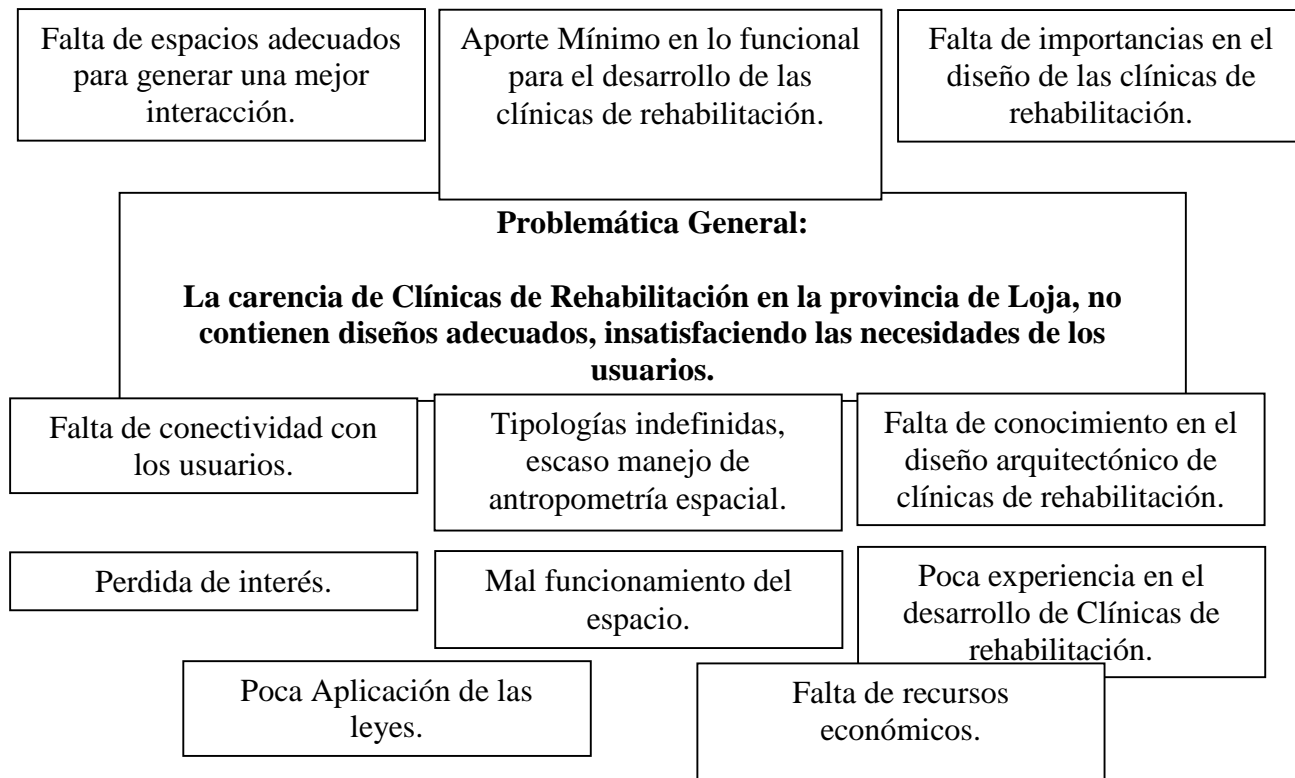 Falta de espacios adecuados
para generar una mejor
interacción.
Aporte Mínimo en lo funcional
para el desarrollo de las
clínicas de rehabilitación.
Falta de importancias en el
diseño de las clínicas de
rehabilitación.
Problemática General:
La carencia de Clínicas de Rehabilitación en la provincia de Loja, no
contienen diseños adecuados, insatisfaciendo las necesidades de los
usuarios.
Falta de conectividad con
los usuarios.
Tipologías indefinidas,
escaso manejo de
antropometría espacial.
Falta de conocimiento en el
diseño arquitectónico de
clínicas de rehabilitación.
Perdida de interés.
Mal funcionamiento del
espacio.
Poca experiencia en el
desarrollo de Clínicas de
rehabilitación.
Poca Aplicación de las
leyes.
Falta de recursos
económicos.